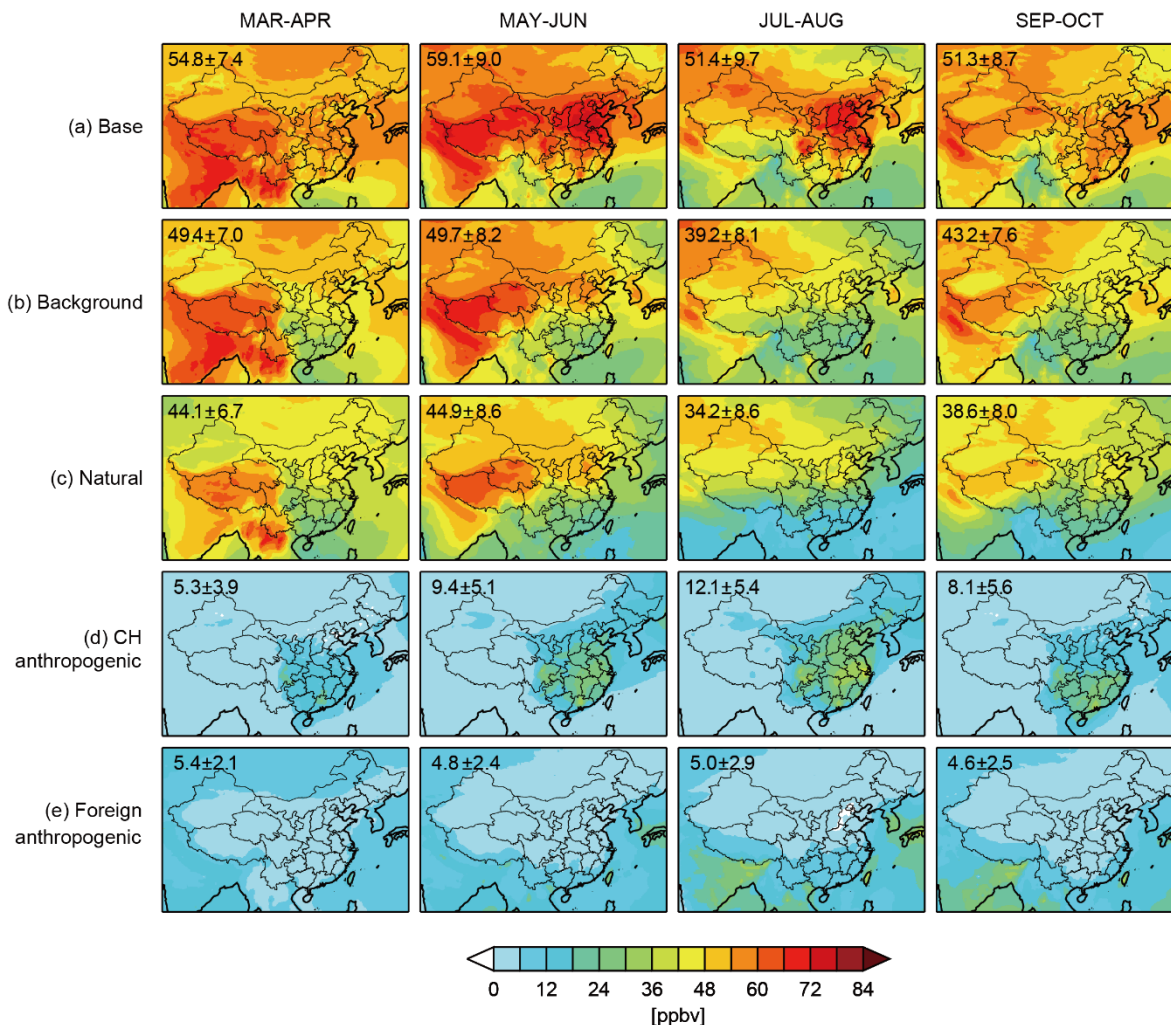 MAR-APR MAY-JUN JUL-AUG SEP-OCT
(a) Base
54.8±7.4 59.1±9.0 51.4±9.7 51.3±8.7
(b) Background
49.4±7.0 49.7±8.2 39.2±8.1 43.2±7.6
(c) Natural
44.1±6.7 44.9±8.6 34.2±8.6 38.6±8.0
(d) CH
anthropogenic
5.3±3.9 9.4±5.1 12.1±5.4 8.1±5.6
(e) Foreign
anthropogenic
5.4±2.1 4.8±2.4 5.0±2.9 4.6±2.5
0 12 24 36 48 60 72 84
[ppbv]